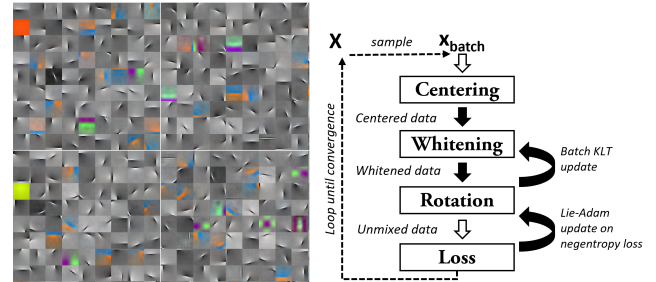 X
sample
x_batch
Centering
Centered data
Whitening
Batch KLT
update
Whitened data
Rotation
Lie-Adam
update on
negentropy loss
Unmixed data
Loss
Loop until convergence